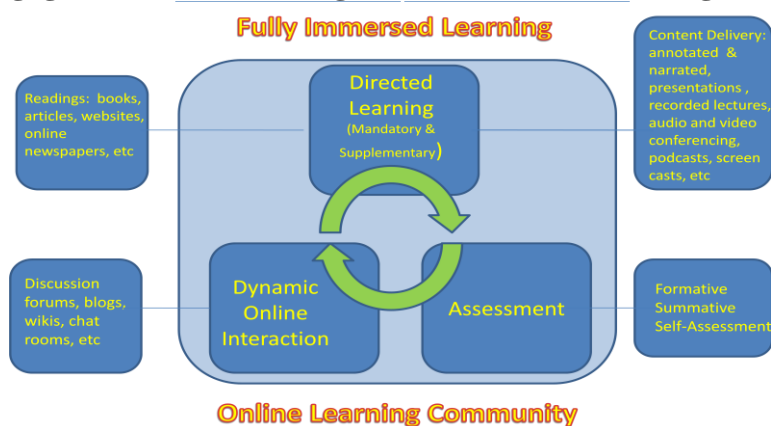 Fully Immersed Learning
Readings: books,
articles, websites,
online
newspapers, etc
Directed
Learning
(Mandatory &
Supplementary)
Content Delivery:
annotated &
narrated,
presentations ,
recorded lectures,
audio and video
conferencing,
podcasts, screen
casts, etc
Discussion
forums, blogs,
wikis, chat
rooms, etc
Dynamic
Online
Interaction
Assessment
Formative
Summative
Self-Assessment
Online Learning Community